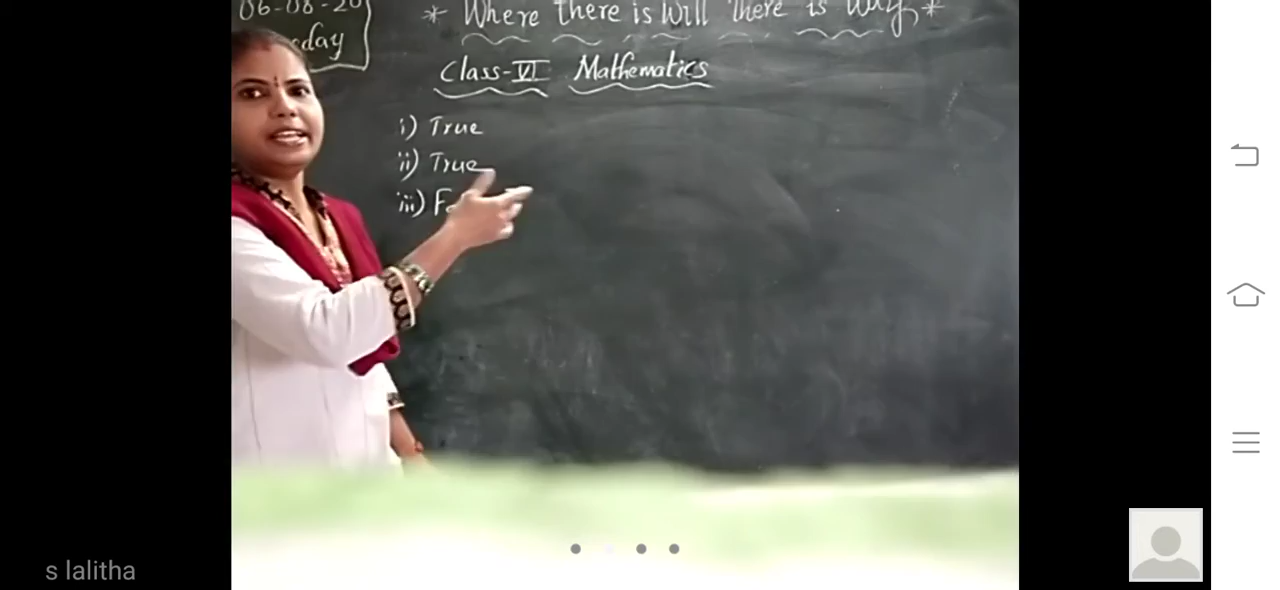 06-08-20
day
* Where there is Will there is Way *
Class-VI Mathematics
i) True
ii) True
iii) F
s lalitha